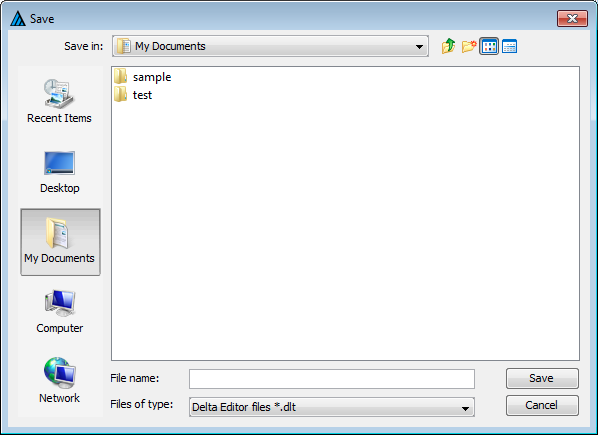 Save
Save in: My Documents
Recent Items
Desktop
My Documents
Computer
Network
sample
test
File name:
Save
Files of type: Delta Editor files *.dlt
Cancel